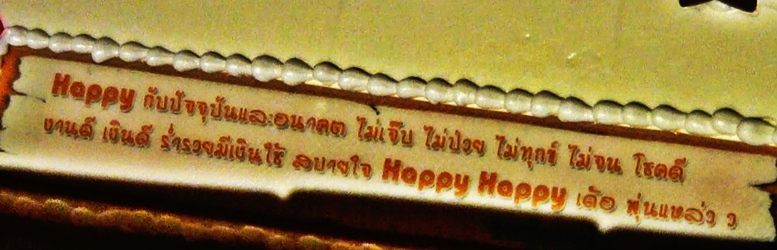 Happy กับปัจจุปันและอนาคต ไม่เจ็บ ไม่ป่วย ไม่ทุกข์ ไม่จน โชคดี
งานดี เงินดี ร่ำรวยมีเงินใช้ สบายใจ Happy Happy เด้อ พุ่นแหล่ว ว